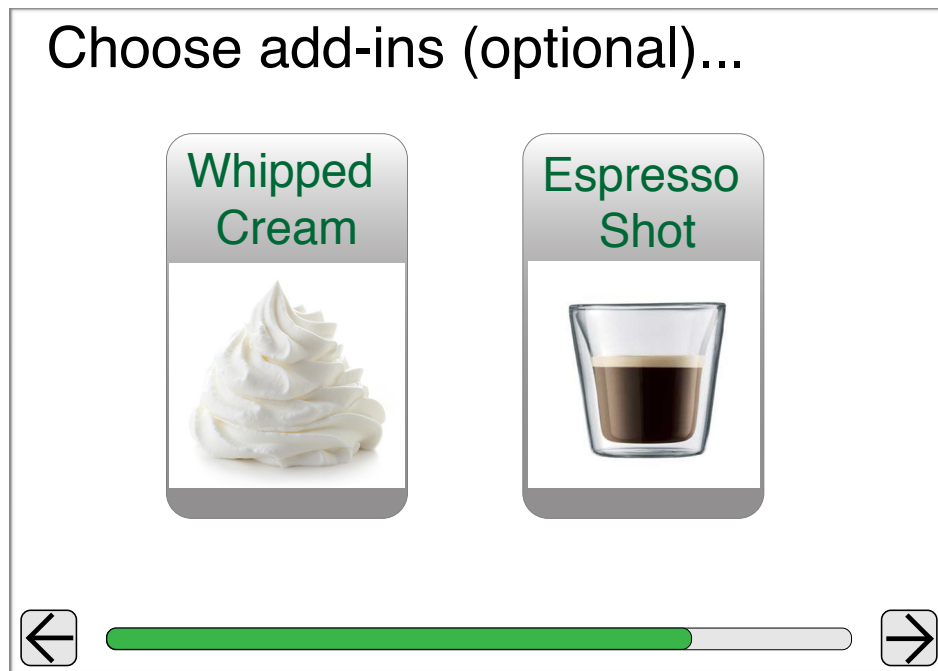 Choose add-ins (optional)...
Whipped
Cream
Espresso
Shot